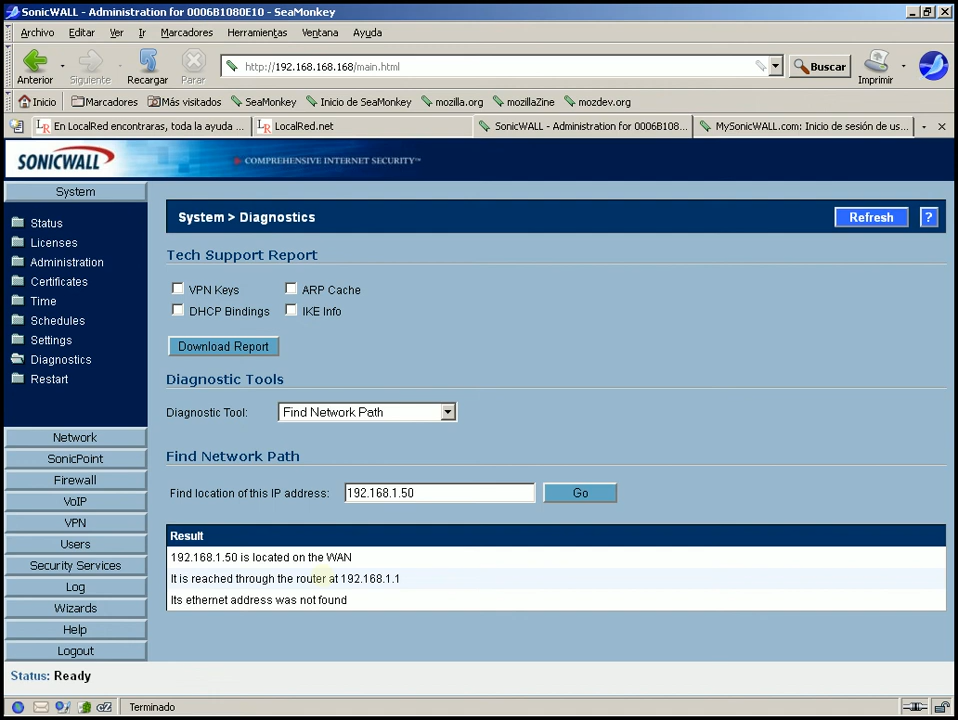 SonicWALL - Administration for 0006B1080E10 - SeaMonkey
Archivo Editar Ver Ir Marcadores Herramientas Ventana Ayuda
Anterior Siguiente Recargar Parar http://192.168.168.168/main.html Buscar Imprimir
Inicio Marcadores Más visitados SeaMonkey Inicio de SeaMonkey mozilla.org mozillaZine mozdev.org
LR En LocalRed encontraras, toda la ayuda ... LR LocalRed.net SonicWALL - Administration for 0006B108... MySonicWALL.com: Inicio de sesión de us...
SONICWALL COMPREHENSIVE INTERNET SECURITY™
System
Status
Licenses
Administration
Certificates
Time
Schedules
Settings
Diagnostics
Restart
Network
SonicPoint
Firewall
VoIP
VPN
Users
Security Services
Log
Wizards
Help
Logout
System > Diagnostics Refresh ?
Tech Support Report
VPN Keys ARP Cache
DHCP Bindings IKE Info
Download Report
Diagnostic Tools
Diagnostic Tool: Find Network Path
Find Network Path
Find location of this IP address: 192.168.1.50 Go
Result
192.168.1.50 is located on the WAN
It is reached through the router at 192.168.1.1
Its ethernet address was not found
Status: Ready
Terminado